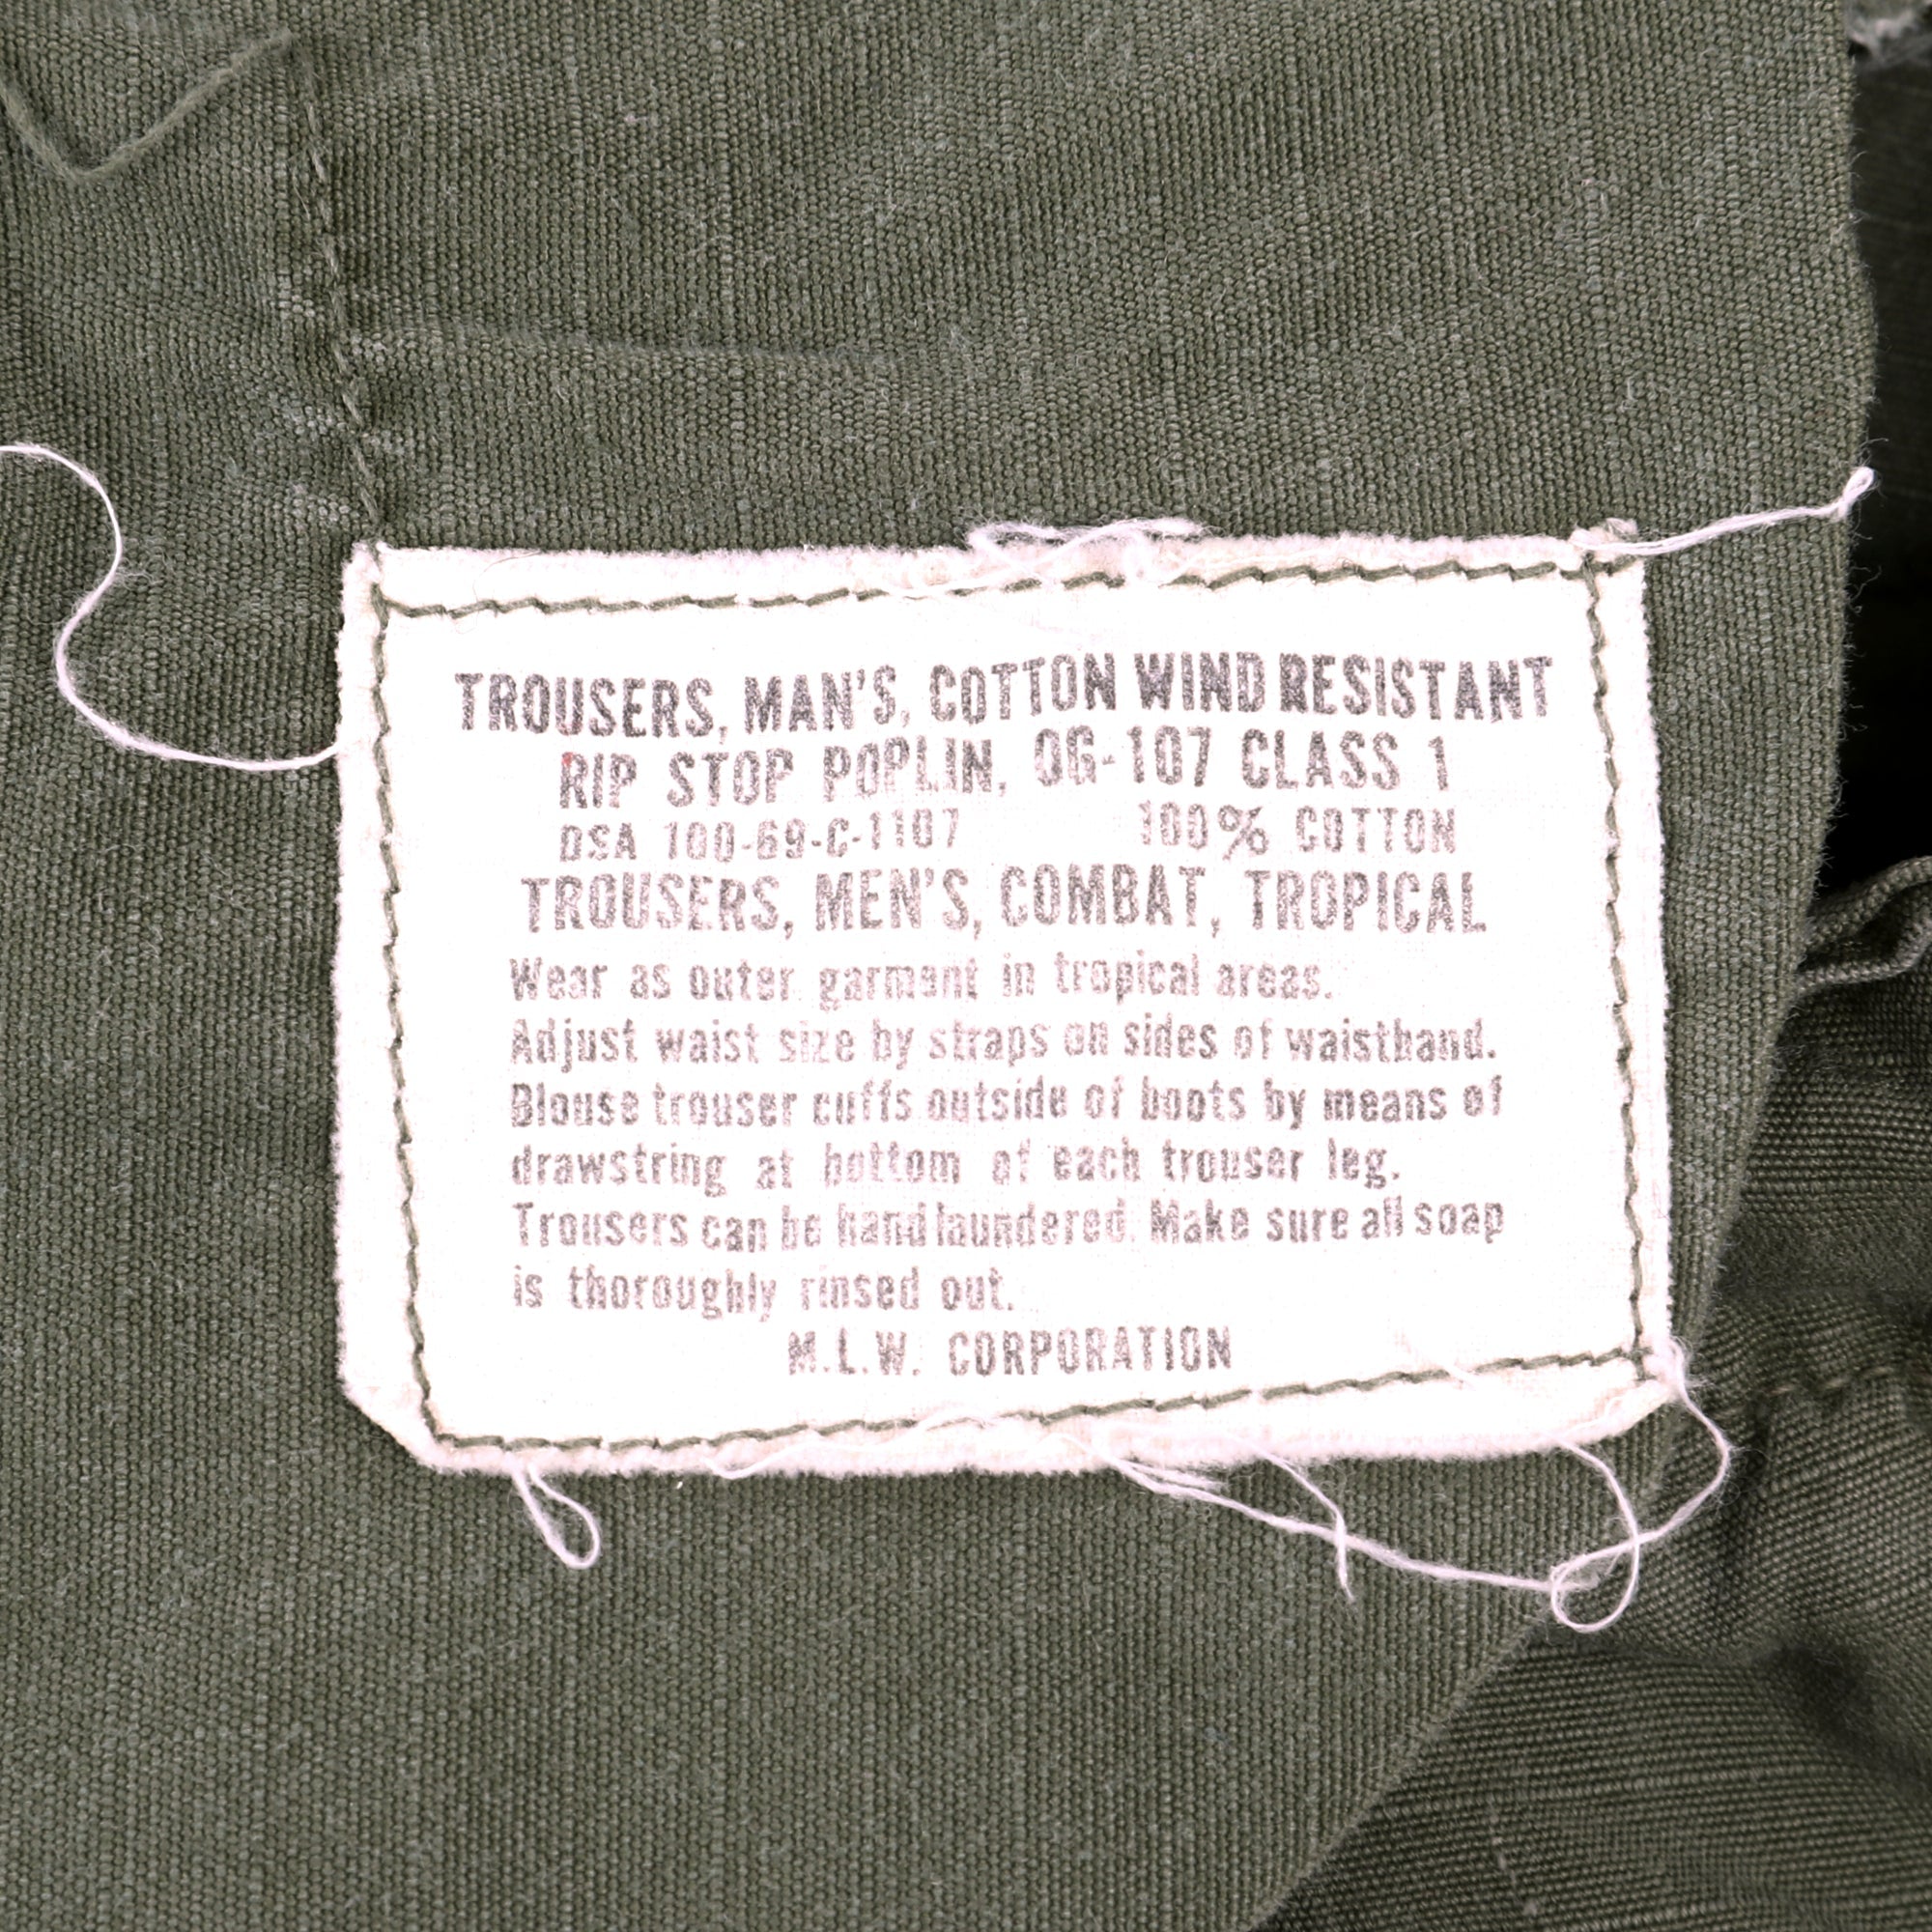 TROUSERS, MAN'S, COTTON WIND RESISTANT
RIP STOP POPLIN, OG-107 CLASS 1
DSA 100-69-C-1107 100% COTTON
TROUSERS, MEN'S, COMBAT, TROPICAL
Wear as outer garment in tropical areas.
Adjust waist size by straps on sides of waistband.
Blouse trouser cuffs outside of boots by means of
drawstring at bottom of each trouser leg.
Trousers can be hand laundered. Make sure all soap
is thoroughly rinsed out.
M.L.W. CORPORATION